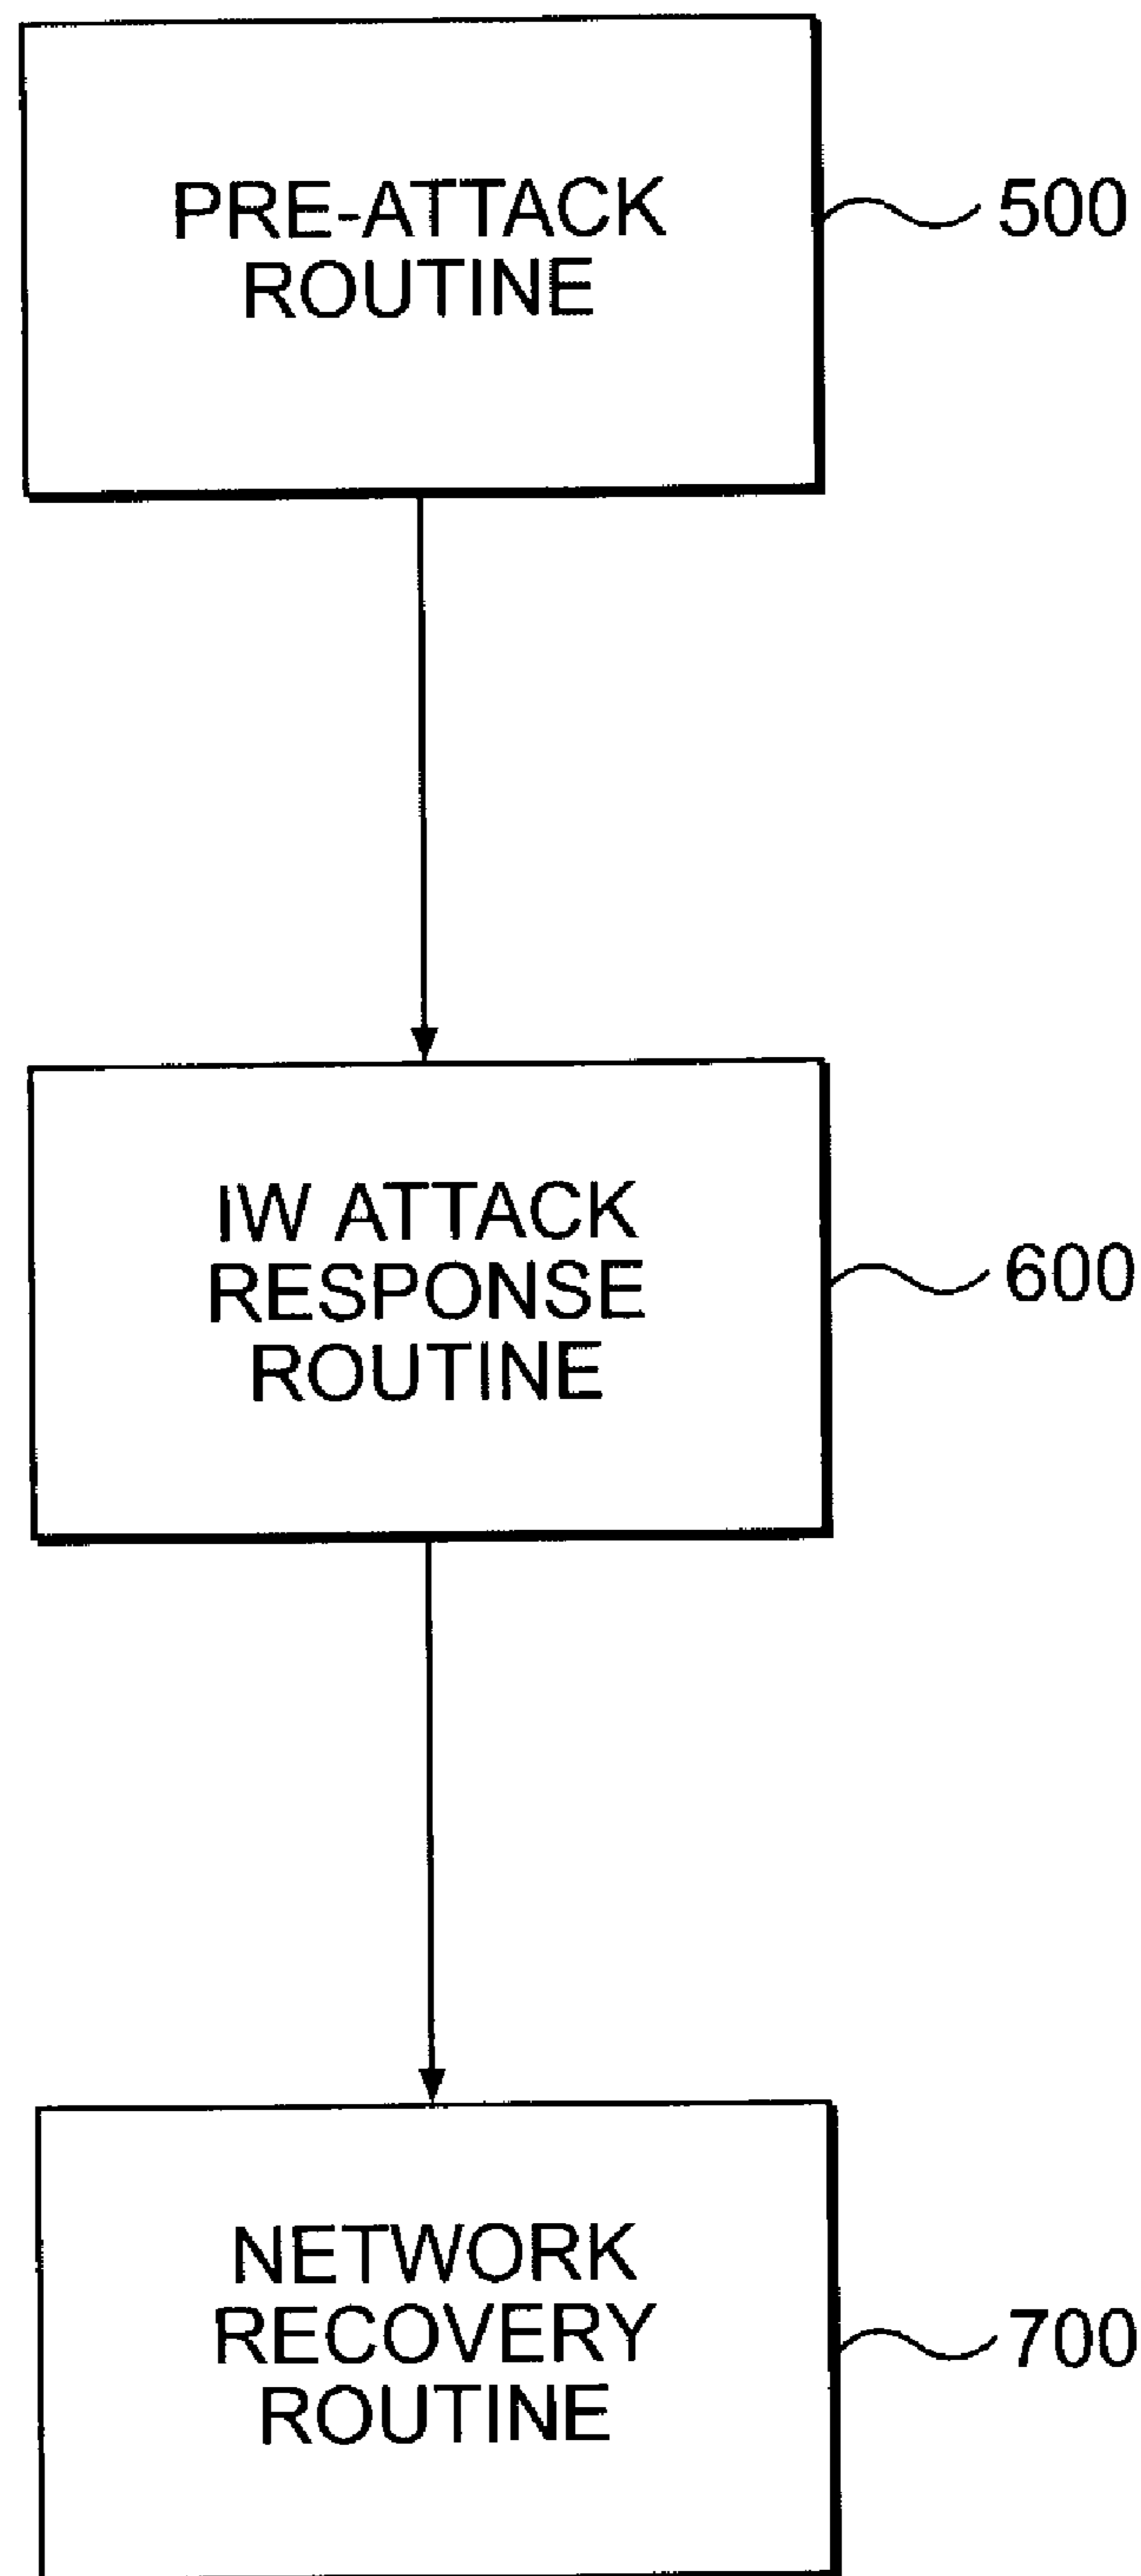 PRE-ATTACK
ROUTINE
500
IW ATTACK
RESPONSE
ROUTINE
600
NETWORK
RECOVERY
ROUTINE
700